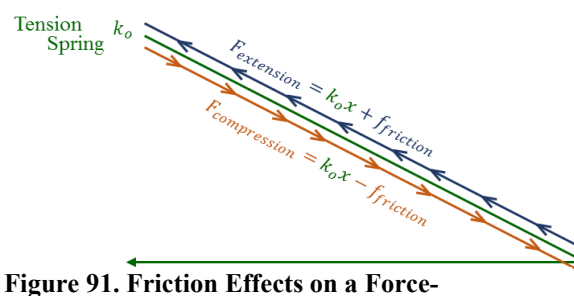 Tension k_o
Spring
F_extension = k_o x + f_friction
F_compression = k_o x − f_friction
Figure 91. Friction Effects on a Force-